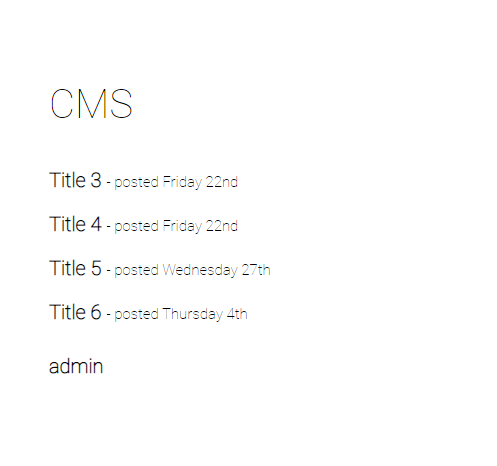 CMS
Title 3 - posted Friday 22nd
Title 4 - posted Friday 22nd
Title 5 - posted Wednesday 27th
Title 6 - posted Thursday 4th
admin